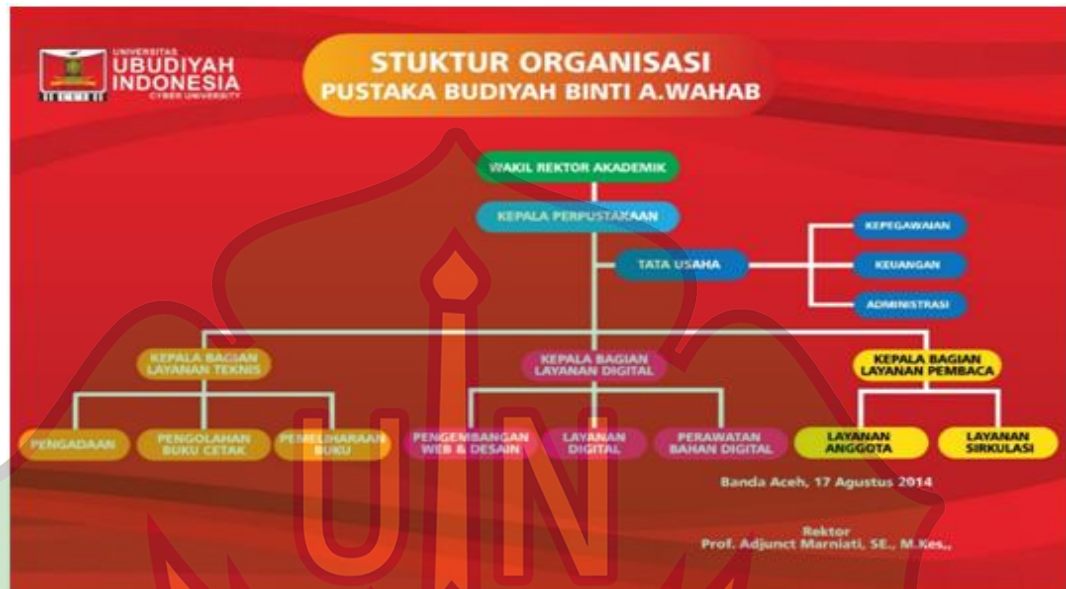 UNIVERSITAS
UBUDIYAH
INDONESIA
CYBER UNIVERSITY
STUKTUR ORGANISASI
PUSTAKA BUDIYAH BINTI A.WAHAB
WAKIL REKTOR AKADEMIK
KEPALA PERPUSTAKAAN
TATA USAHA
KEPEGAWAIAN
KEUANGAN
ADMINISTRASI
KEPALA BAGIAN
LAYANAN TEKNIS
KEPALA BAGIAN
LAYANAN DIGITAL
KEPALA BAGIAN
LAYANAN PEMBACA
PENGADAAN
PENGOLAHAN
BUKU CETAK
PEMELIHARAAN
BUKU
PENGEMBANGAN
WEB & DESAIN
LAYANAN
DIGITAL
PERAWATAN
BAHAN DIGITAL
LAYANAN
ANGGOTA
LAYANAN
SIRKULASI
Banda Aceh, 17 Agustus 2014
Rektor
Prof. Adjunct Marniati, SE., M.Kes.,
UIN